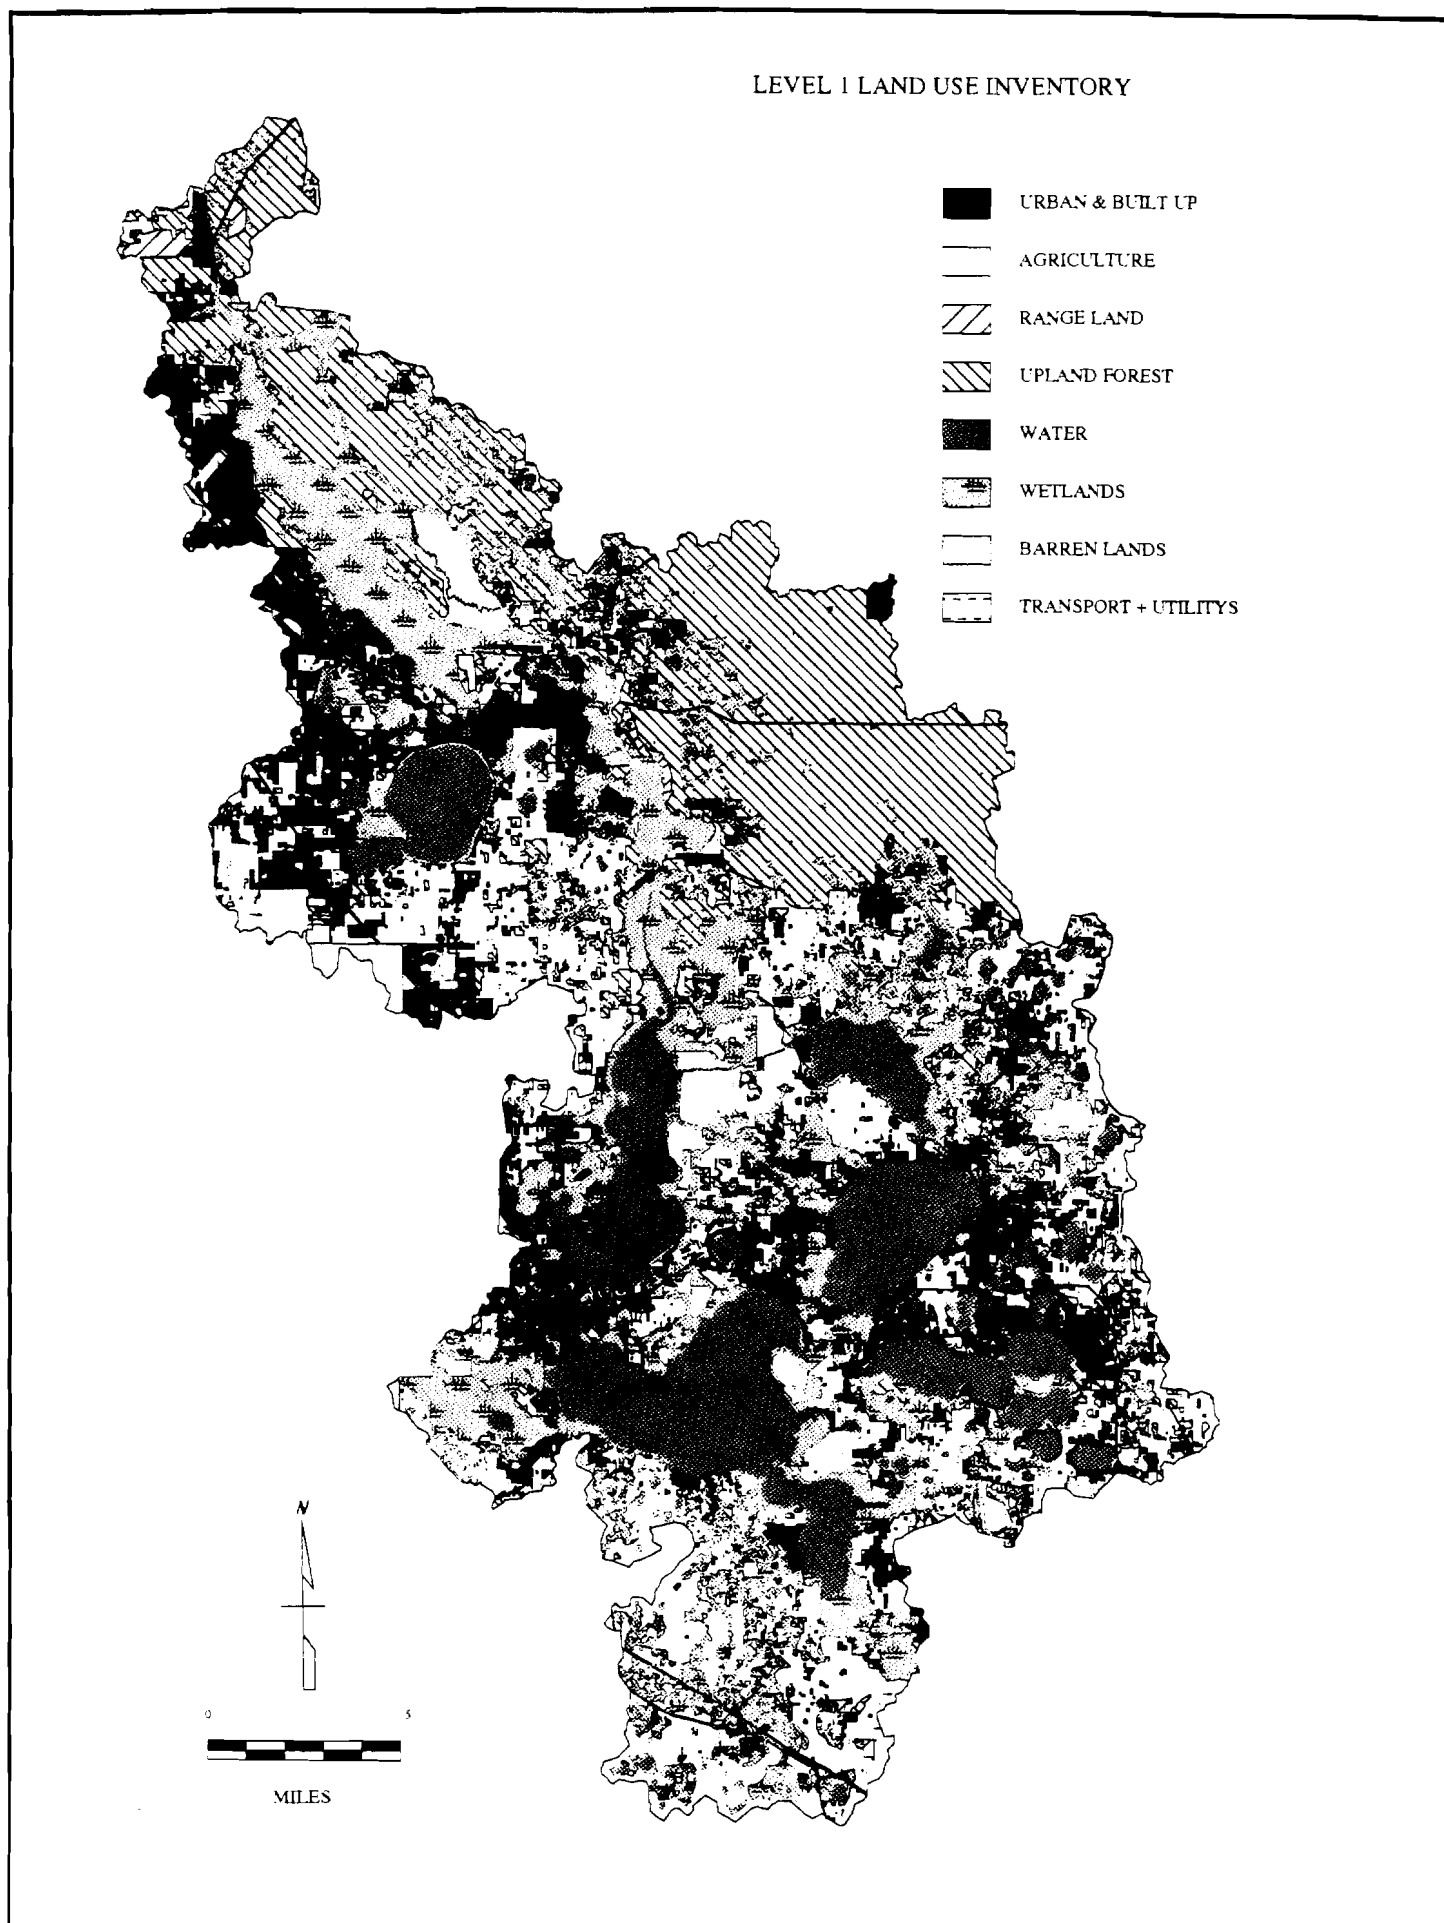 LEVEL 1 LAND USE INVENTORY
URBAN & BUILT UP
AGRICULTURE
RANGE LAND
UPLAND FOREST
WATER
WETLANDS
BARREN LANDS
TRANSPORT + UTILITYS
N
0 5
MILES